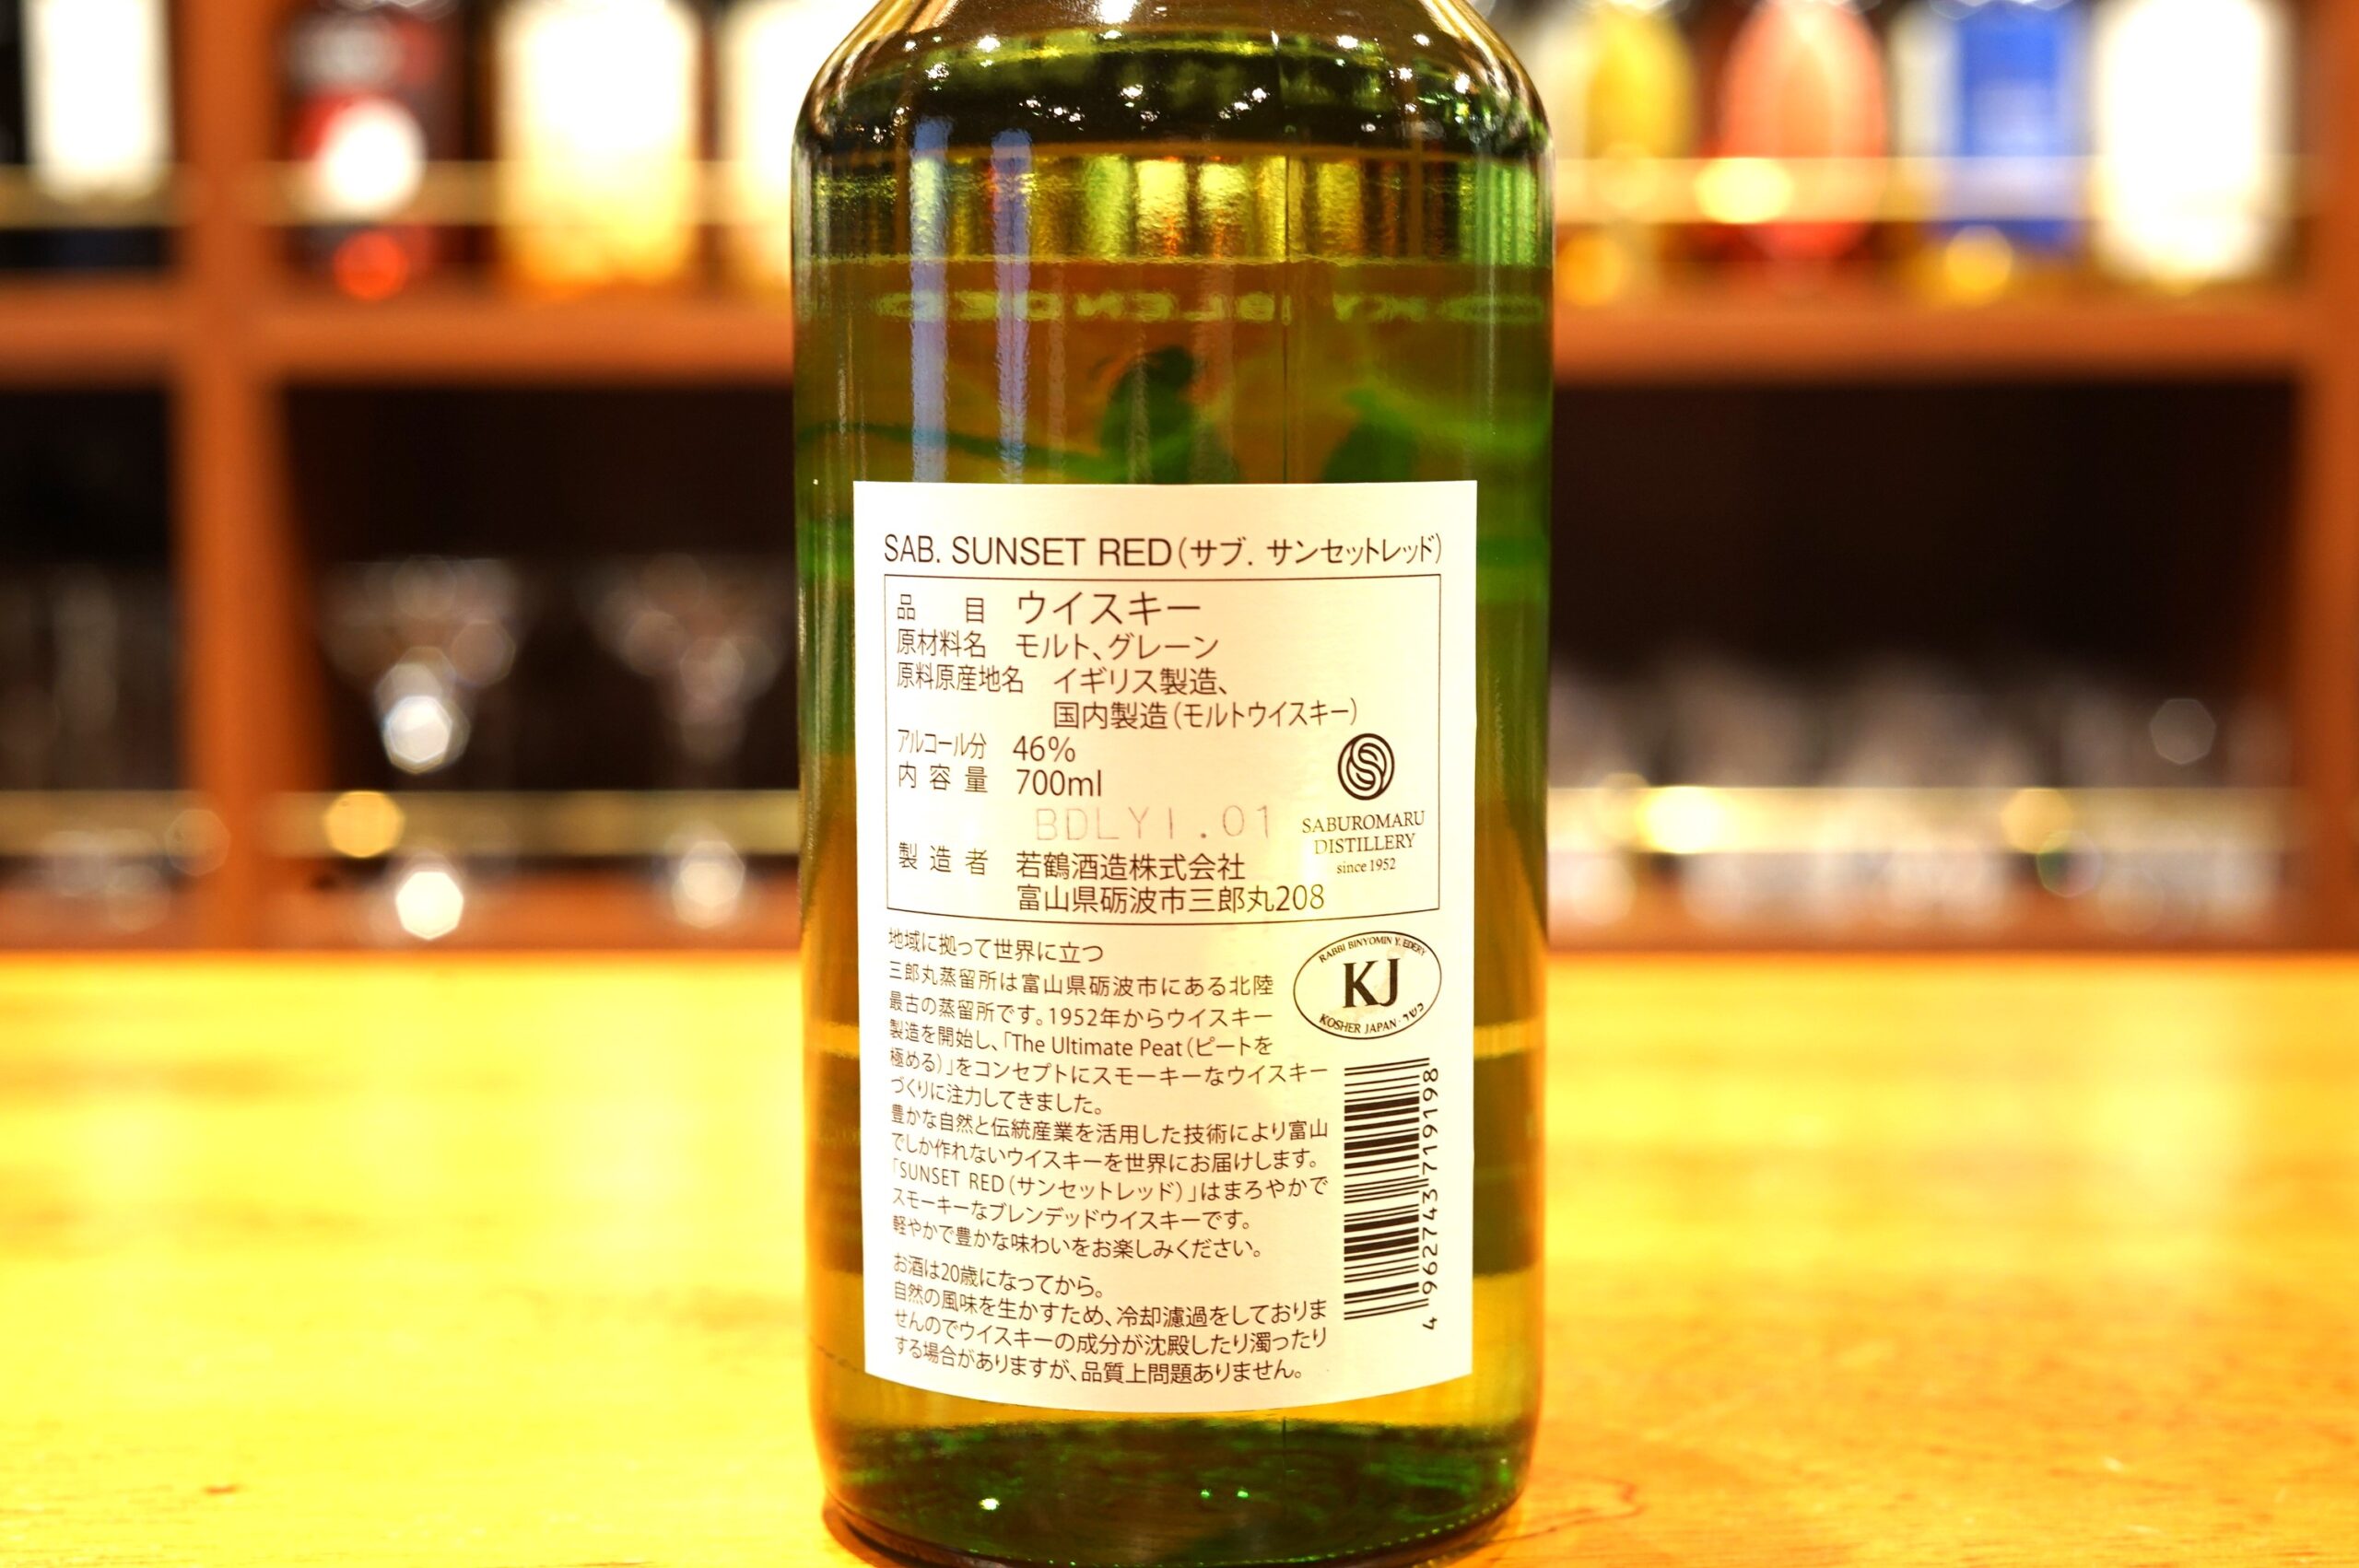 SAB. SUNSET RED(サブ. サンセットレッド)
品 目 ウイスキー
原材料名 モルト、グレーン
原料原産地名 イギリス製造、
国内製造(モルトウイスキー)
アルコール分 46%
内容量 700ml
BDLY1.01
製造者 若鶴酒造株式会社
富山県砺波市三郎丸208
SABUROMARU
DISTILLERY
since 1952
地域に拠って世界に立つ
三郎丸蒸留所は富山県砺波市にある北陸
最古の蒸留所です。1952年からウイスキー
製造を開始し、「The Ultimate Peat(ピートを
極める)」をコンセプトにスモーキーなウイスキー
づくりに注力してきました。
豊かな自然と伝統産業を活用した技術により富山
でしか作れないウイスキーを世界にお届けします。
「SUNSET RED(サンセットレッド)」はまろやかで
スモーキーなブレンデッドウイスキーです。
軽やかで豊かな味わいをお楽しみください。
お酒は20歳になってから。
自然の風味を生かすため、冷却濾過をしておりま
せんのでウイスキーの成分が沈殿したり濁ったり
する場合がありますが、品質上問題ありません。
RABBI BINYOMIN Y. EDERY
KJ
KOSHER JAPAN · כשר
4 962743 719198